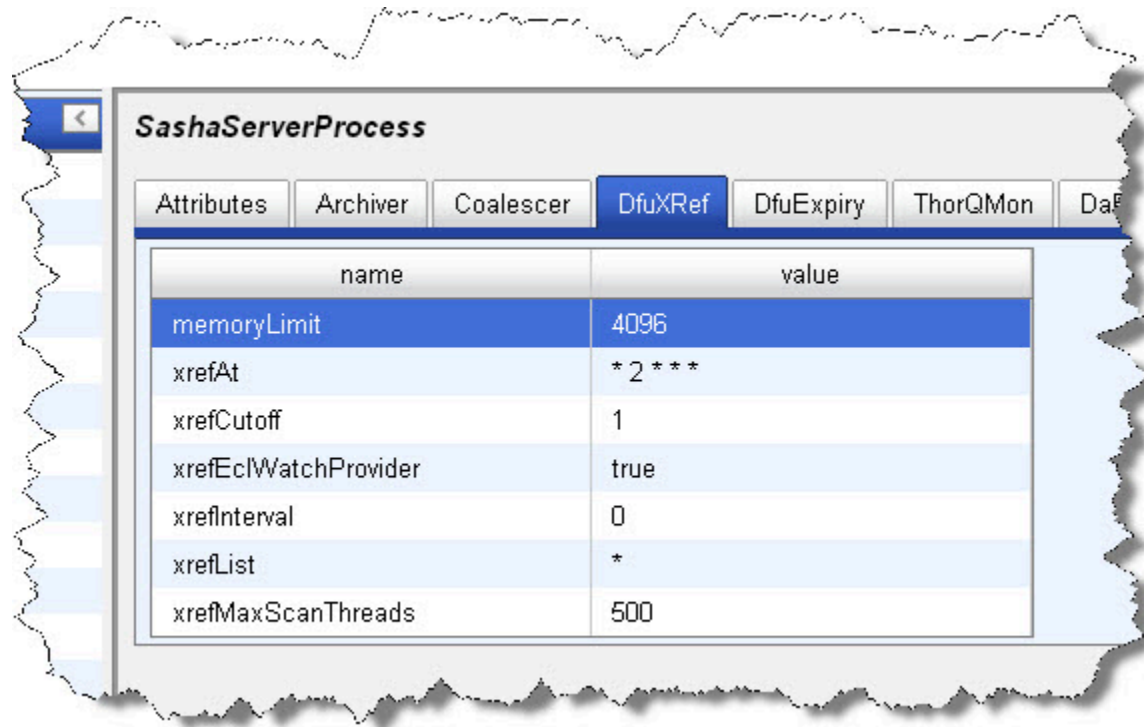 <
SashaServerProcess
Attributes Archiver Coalescer DfuXRef DfuExpiry ThorQMon
name value
memoryLimit 4096
xrefAt * 2 * * *
xrefCutoff 1
xrefEclWatchProvider true
xrefInterval 0
xrefList *
xrefMaxScanThreads 500